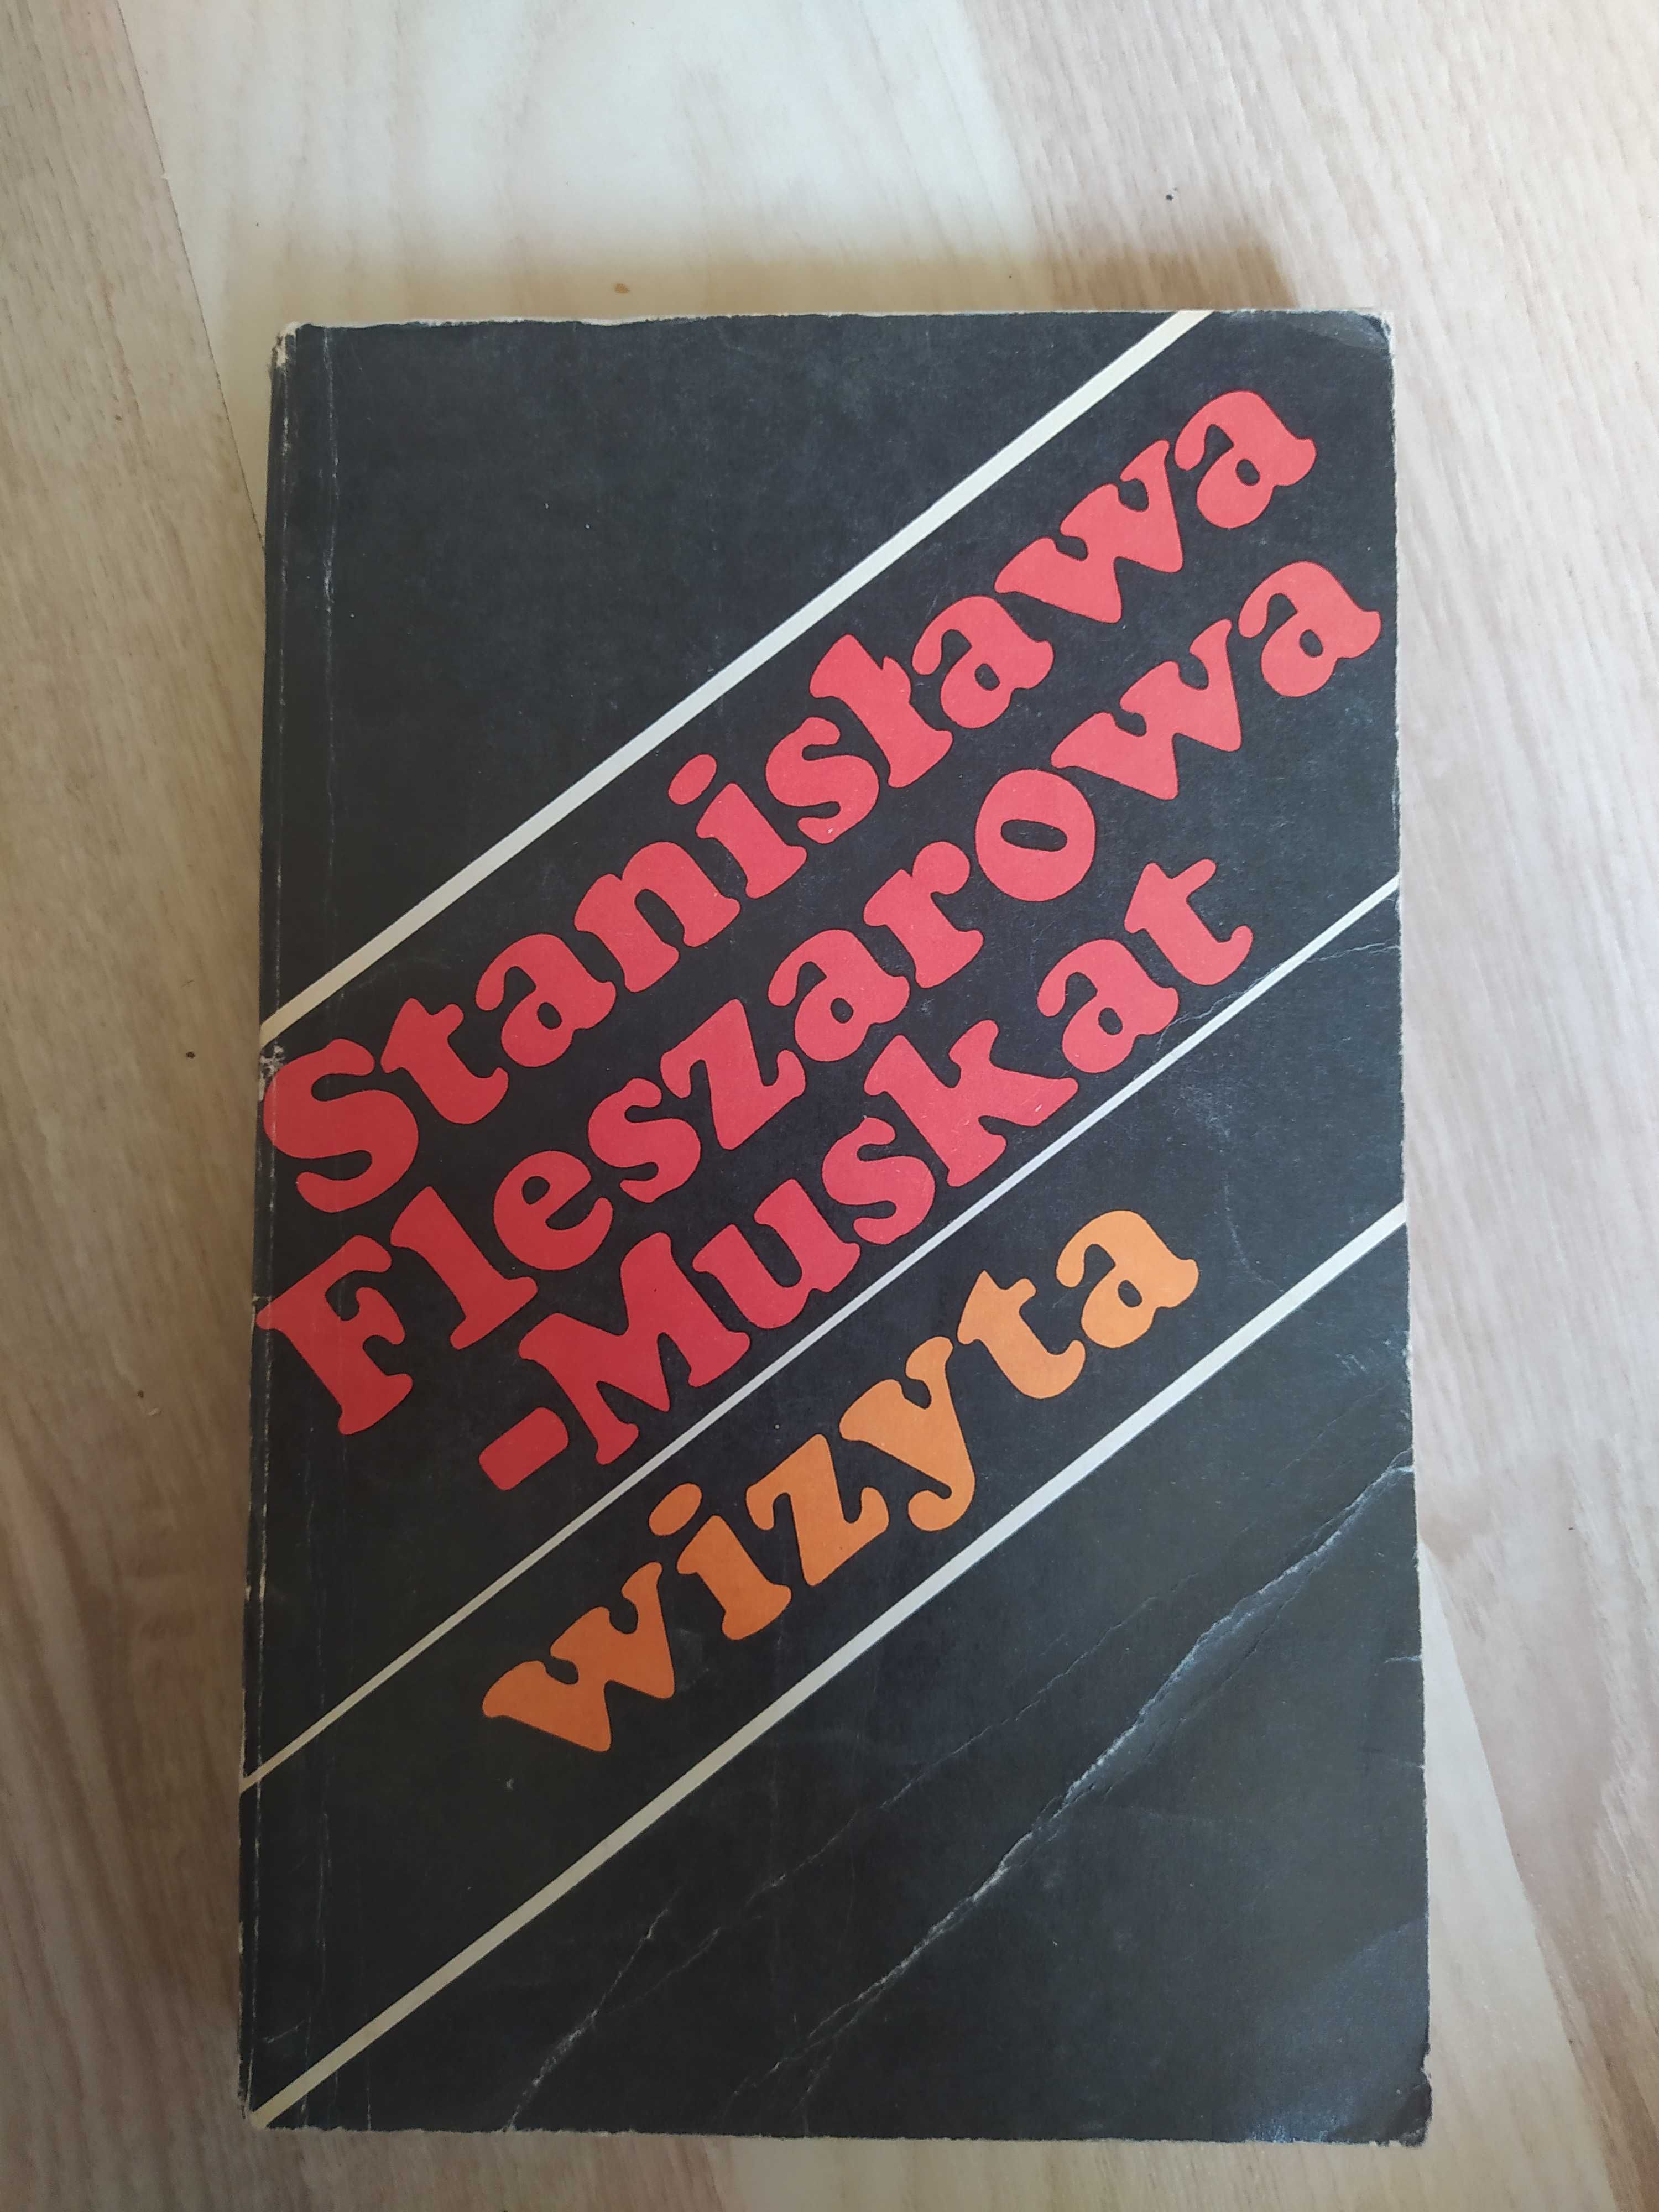 Stanisława
Fleszarowa
-Muskat
wizyta